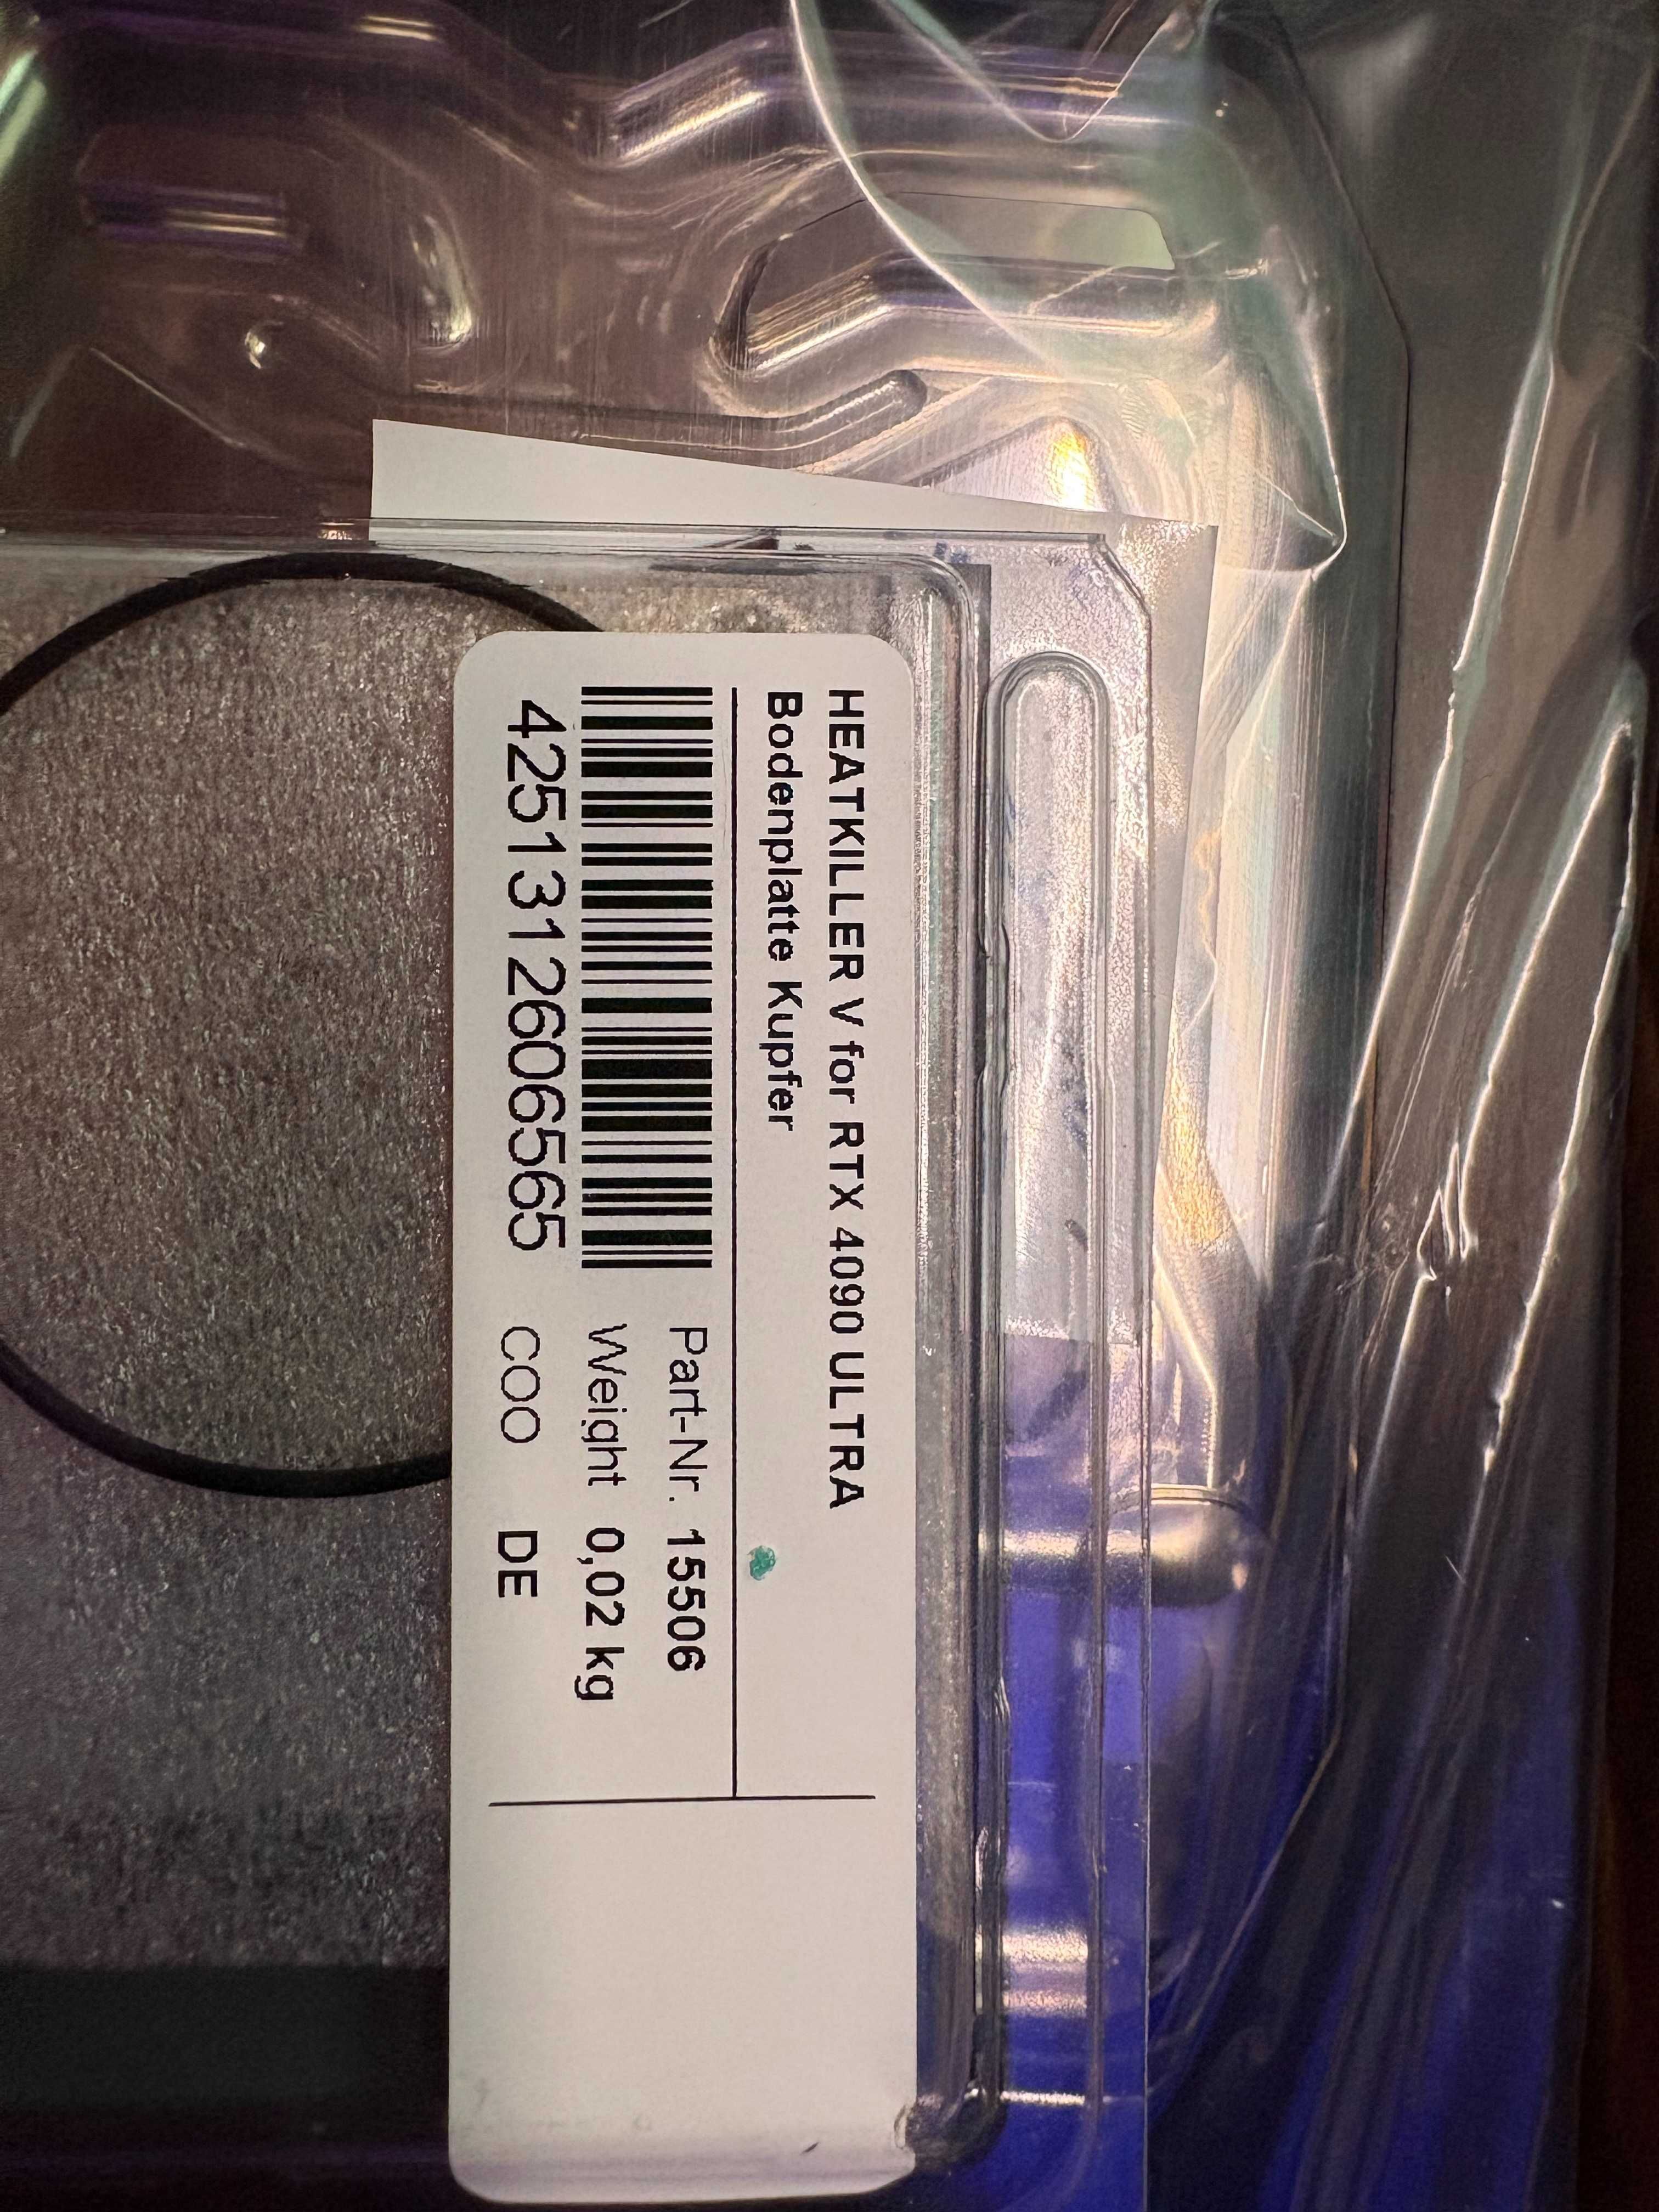 HEATKILLER V for RTX 4090 ULTRA
Bodenplatte Kupfer
Part-Nr. 15506
Weight 0,02 kg
4251312606565
COO DE